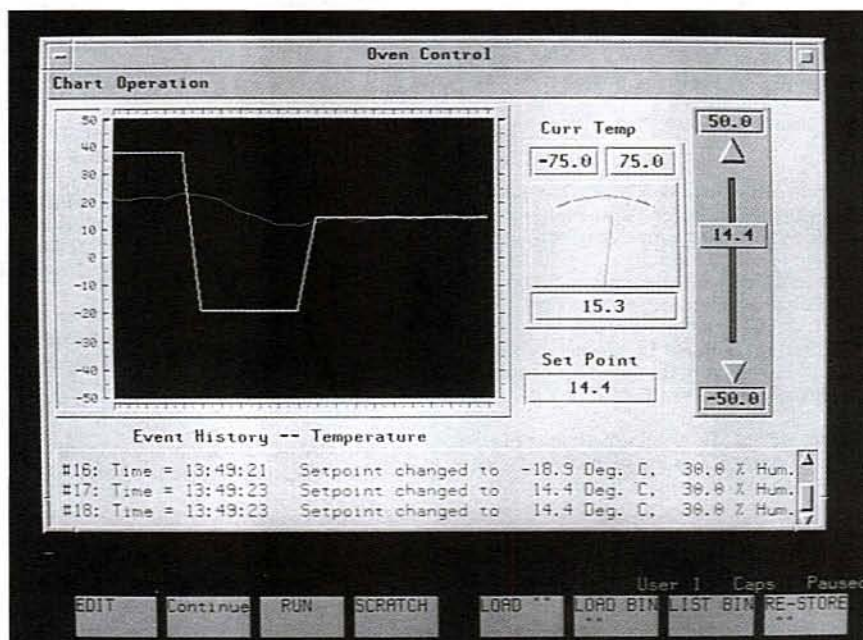 Oven Control
Chart Operation
50
40
30
20
10
0
-10
-20
-30
-40
-50
Curr Temp
-75.0 75.0
15.3
Set Point
14.4
50.0
14.4
-50.0
Event History -- Temperature
#16: Time = 13:49:21 Setpoint changed to -18.9 Deg. C. 30.0 % Hum.
#17: Time = 13:49:23 Setpoint changed to 14.4 Deg. C. 30.0 % Hum.
#18: Time = 13:49:23 Setpoint changed to 14.4 Deg. C. 30.0 % Hum.
User 1 Caps Paused
EDIT Continue RUN SCRATCH LOAD "" LOAD BIN "" LIST BIN RE-STORE ""